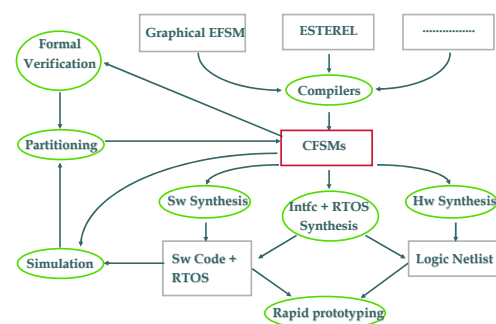 Formal
Verification
Graphical EFSM
ESTEREL
................
Compilers
Partitioning
CFSMs
Sw Synthesis
Intfc + RTOS
Synthesis
Hw Synthesis
Simulation
Sw Code +
RTOS
Logic Netlist
Rapid prototyping